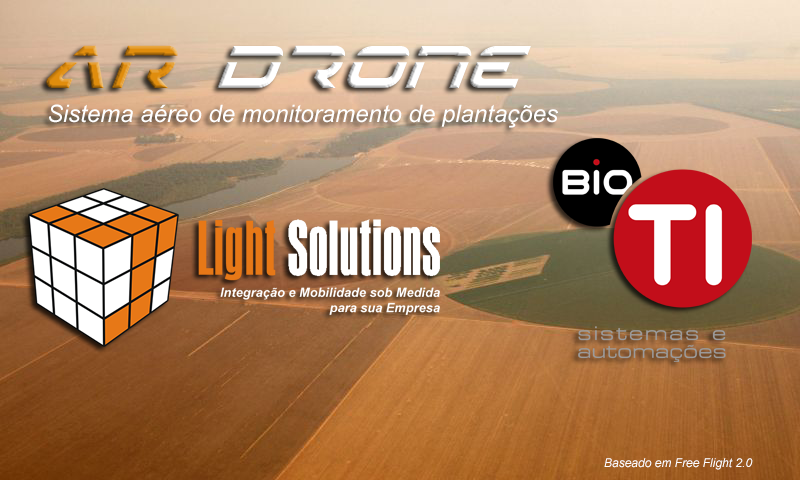 AR DRONE
Sistema aéreo de monitoramento de plantações
BIO
TI
Light Solutions
Integração e Mobilidade sob Medida
para sua Empresa
sistemas e
automações
Baseado em Free Flight 2.0